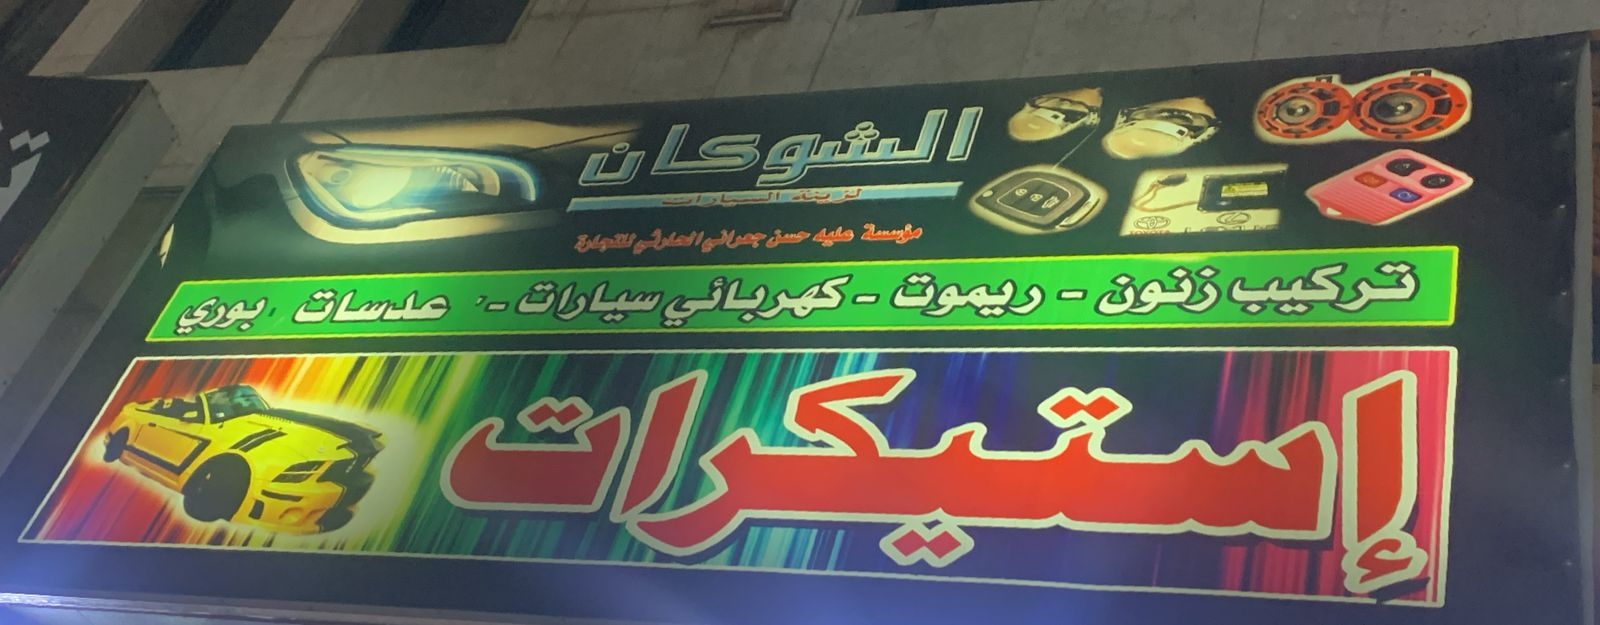 الشوكان
لزينة السيارات
مؤسسة عليه حسن جعراني الحارثي للتجارة
تركيب زنون - ريموت - كهربائي سيارات - عدسات بوري
إستيكرات